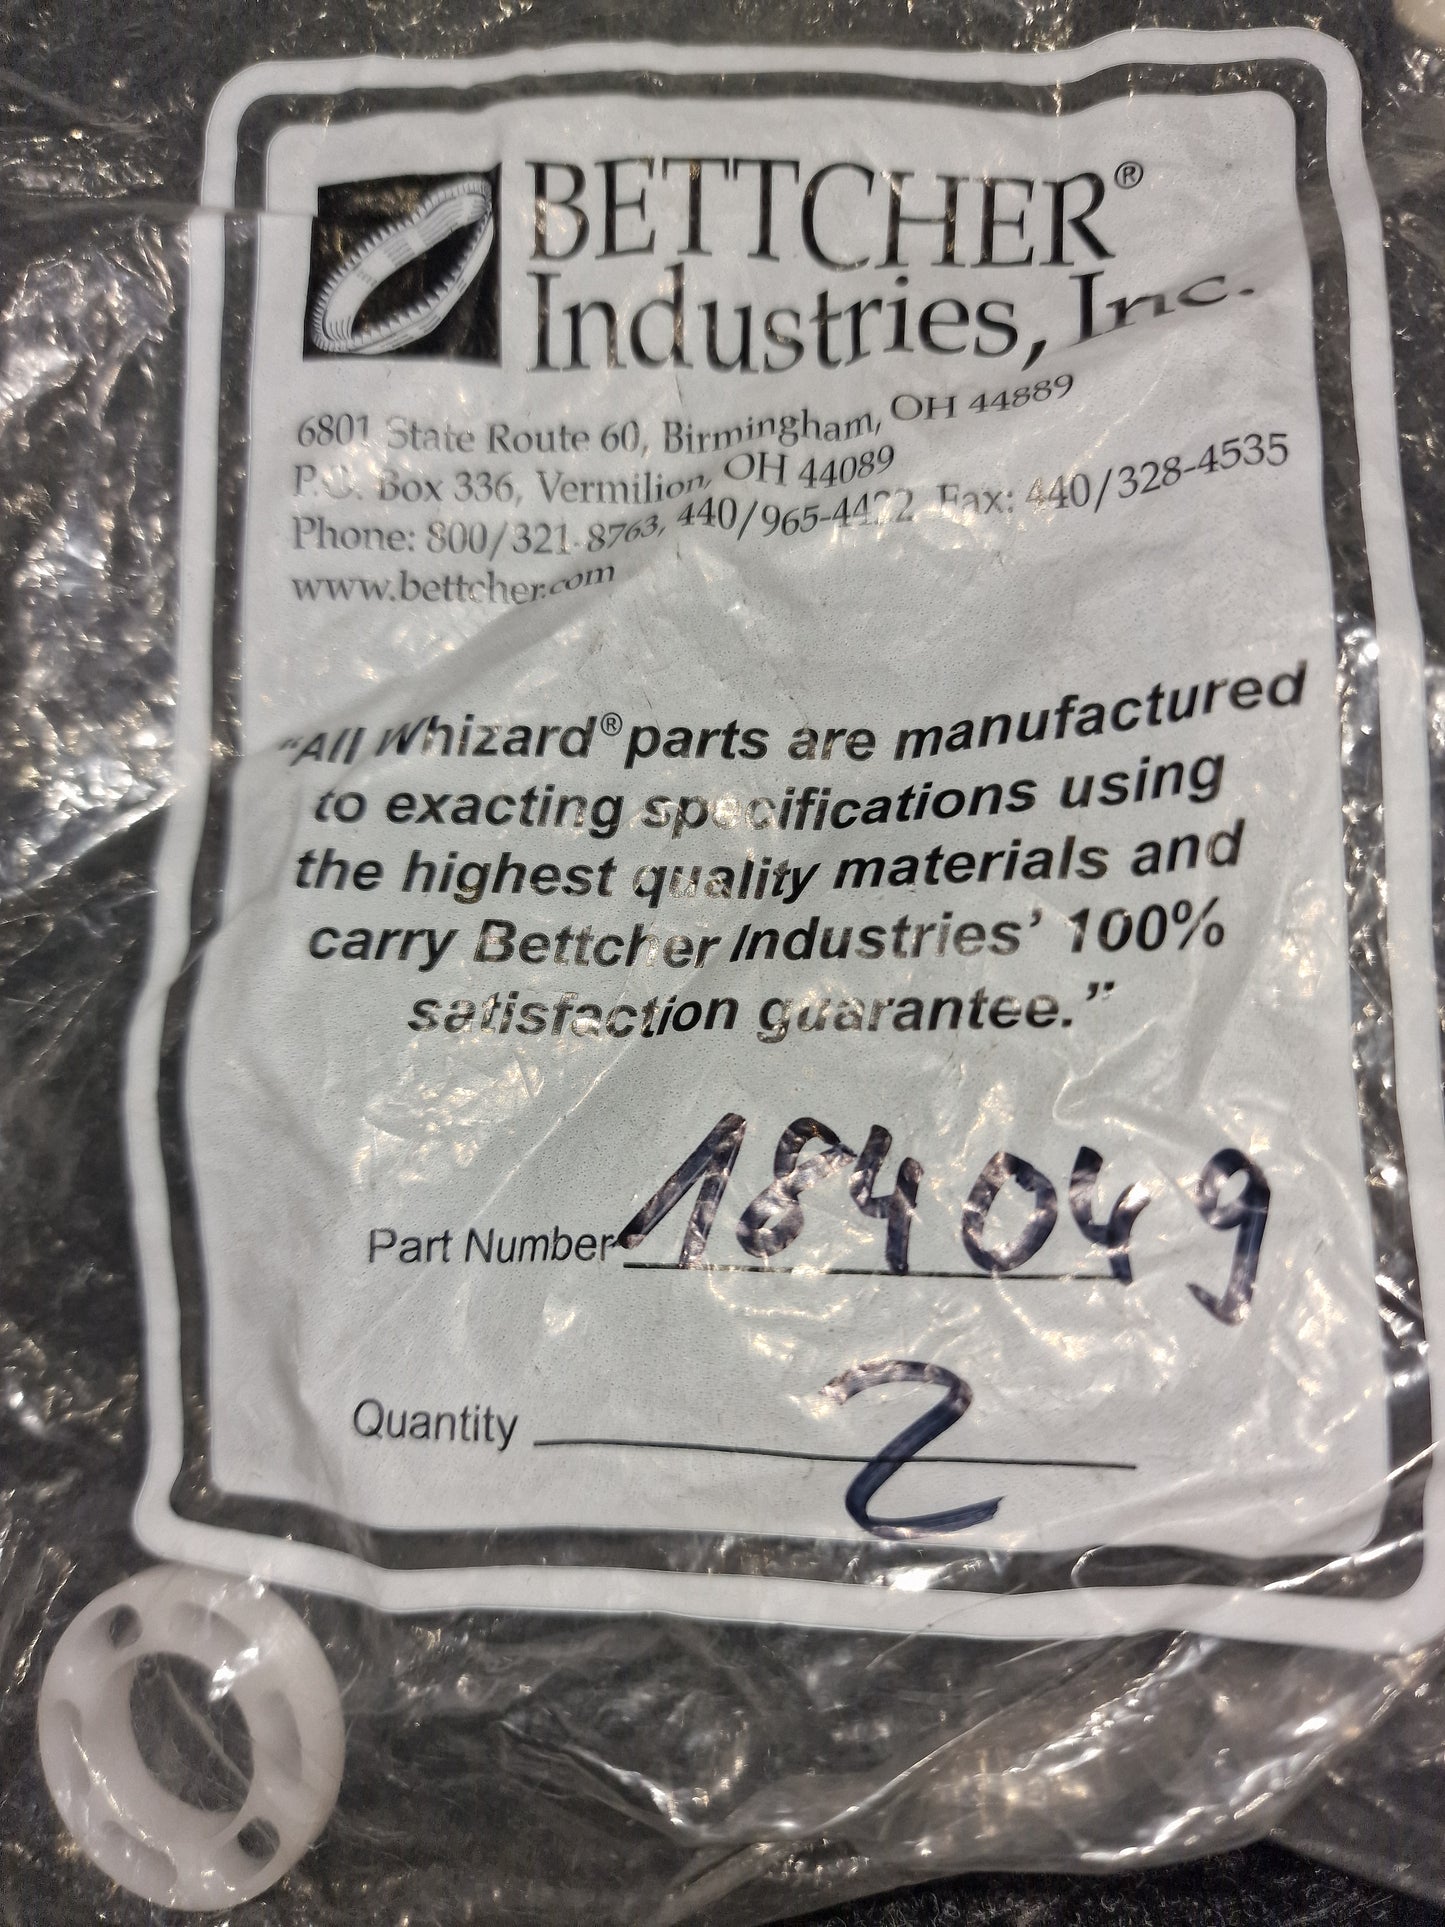 BETTCHER®
Industries, Inc.
6801 State Route 60, Birmingham, OH 44889
P.O. Box 336, Vermilion, OH 44089
Phone: 800/321-8763, 440/965-4422 Fax: 440/328-4535
www.bettcher.com
"All Whizard® parts are manufactured
to exacting specifications using
the highest quality materials and
carry Bettcher Industries' 100%
satisfaction guarantee."
Part Number 184049
Quantity 2